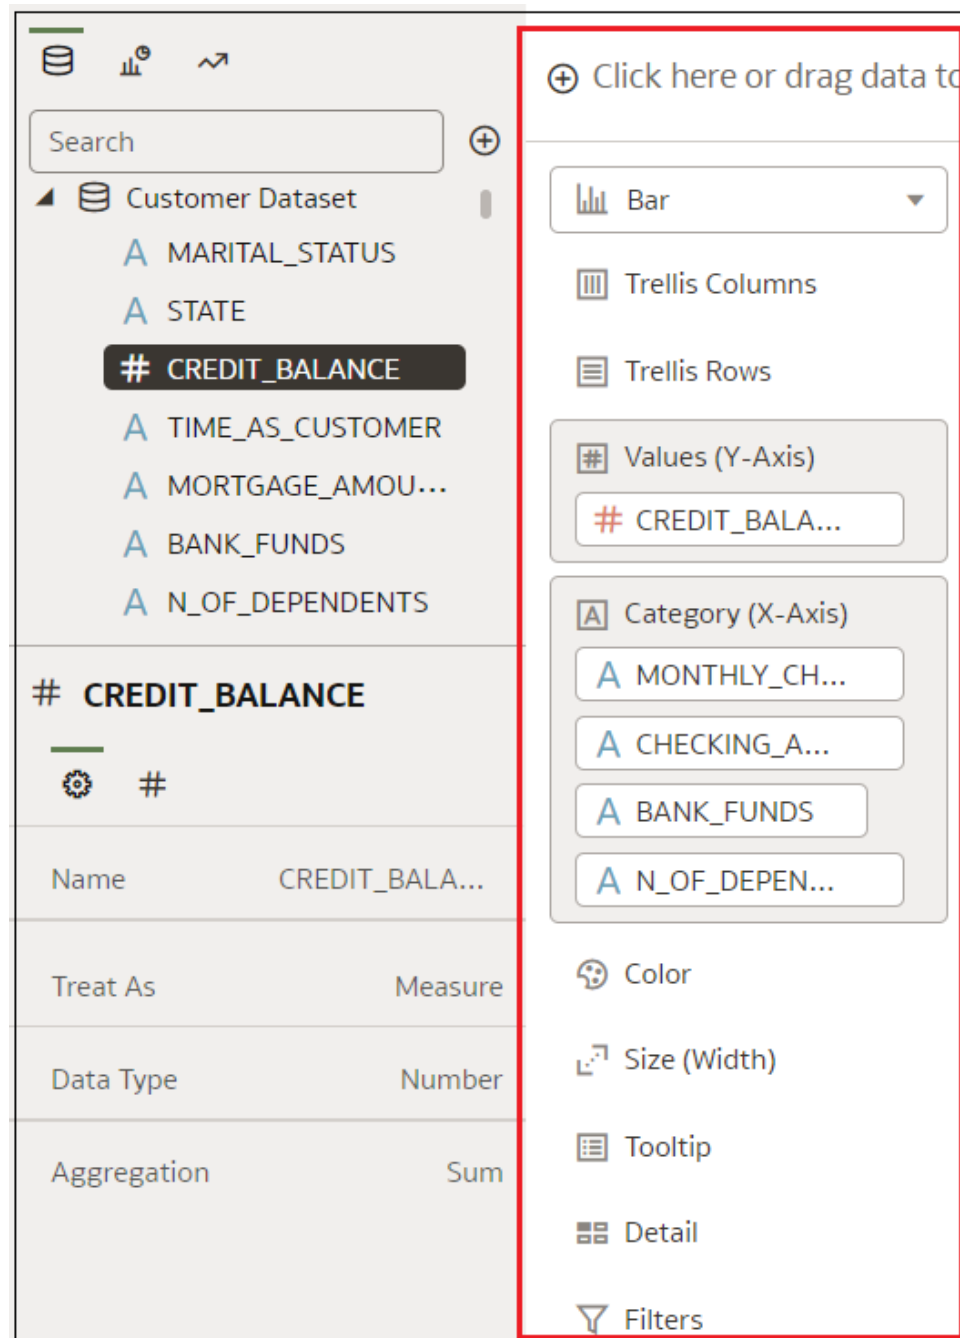 Search
Customer Dataset
A MARITAL_STATUS
A STATE
# CREDIT_BALANCE
A TIME_AS_CUSTOMER
A MORTGAGE_AMOU...
A BANK_FUNDS
A N_OF_DEPENDENTS
# CREDIT_BALANCE
#
Name CREDIT_BALA...
Treat As Measure
Data Type Number
Aggregation Sum
Click here or drag data to
Bar
Trellis Columns
Trellis Rows
# Values (Y-Axis)
# CREDIT_BALA...
A Category (X-Axis)
A MONTHLY_CH...
A CHECKING_A...
A BANK_FUNDS
A N_OF_DEPEN...
Color
Size (Width)
Tooltip
Detail
Filters